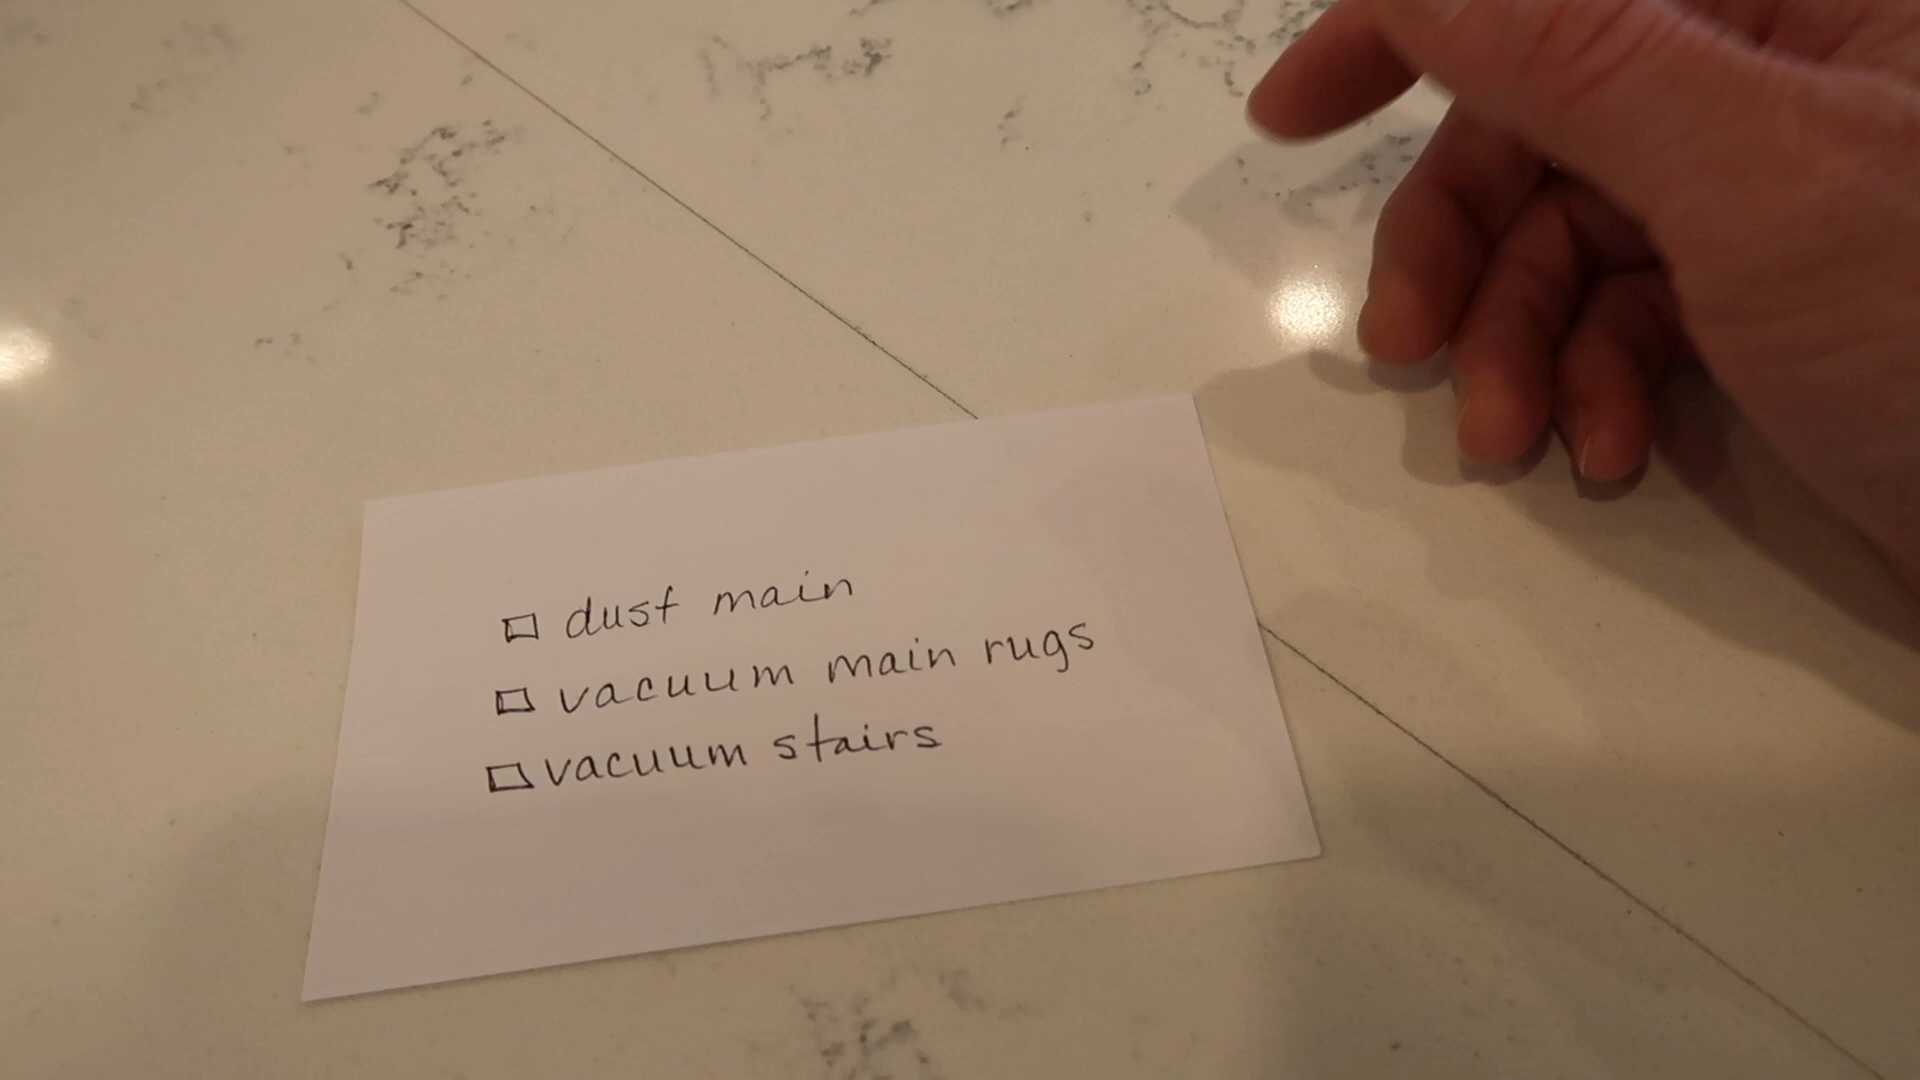 ☐ dust main
☐ vacuum main rugs
☐ vacuum stairs